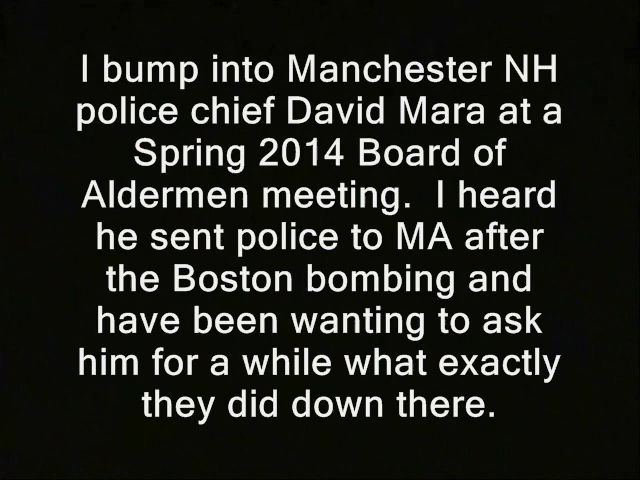 I bump into Manchester NH
police chief David Mara at a
Spring 2014 Board of
Aldermen meeting.  I heard
he sent police to MA after
the Boston bombing and
have been wanting to ask
him for a while what exactly
they did down there.